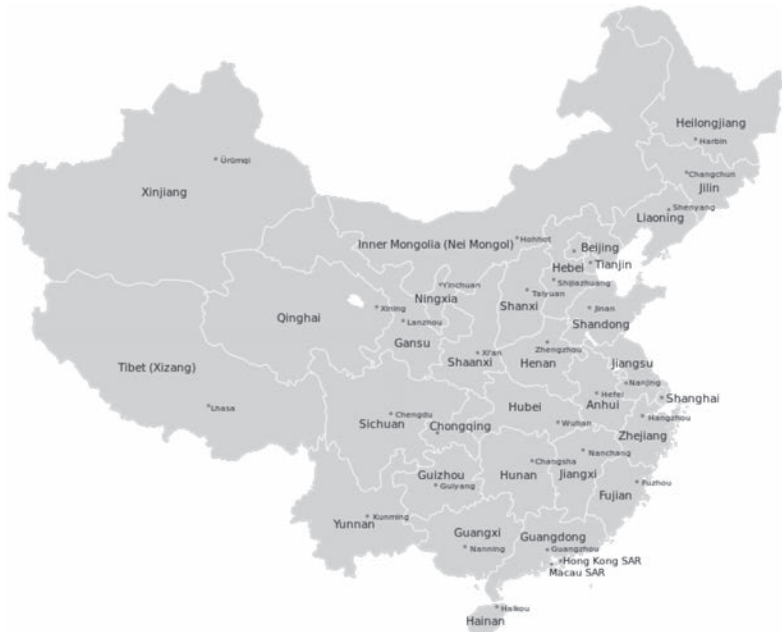 Heilongjiang
Harbin
Ürümqi
Changchun
Jilin
Xinjiang
Shenyang
Liaoning
Inner Mongolia (Nei Mongol)
Hohhot
Beijing
Tianjin
Hebei
Shijiazhuang
Yinchuan
Ningxia
Taiyuan
Shanxi
Xining
Jinan
Qinghai
Lanzhou
Shandong
Gansu
Zhengzhou
Xi'an
Shaanxi
Henan
Jiangsu
Tibet (Xizang)
Nanjing
Hefei
Shanghai
Anhui
Lhasa
Hubei
Chengdu
Hangzhou
Sichuan
Chongqing
Wuhan
Zhejiang
Nanchang
Changsha
Guizhou
Hunan
Jiangxi
Guiyang
Fuzhou
Fujian
Kunming
Yunnan
Guangxi
Guangdong
Nanning
Guangzhou
Hong Kong SAR
Macau SAR
Haikou
Hainan